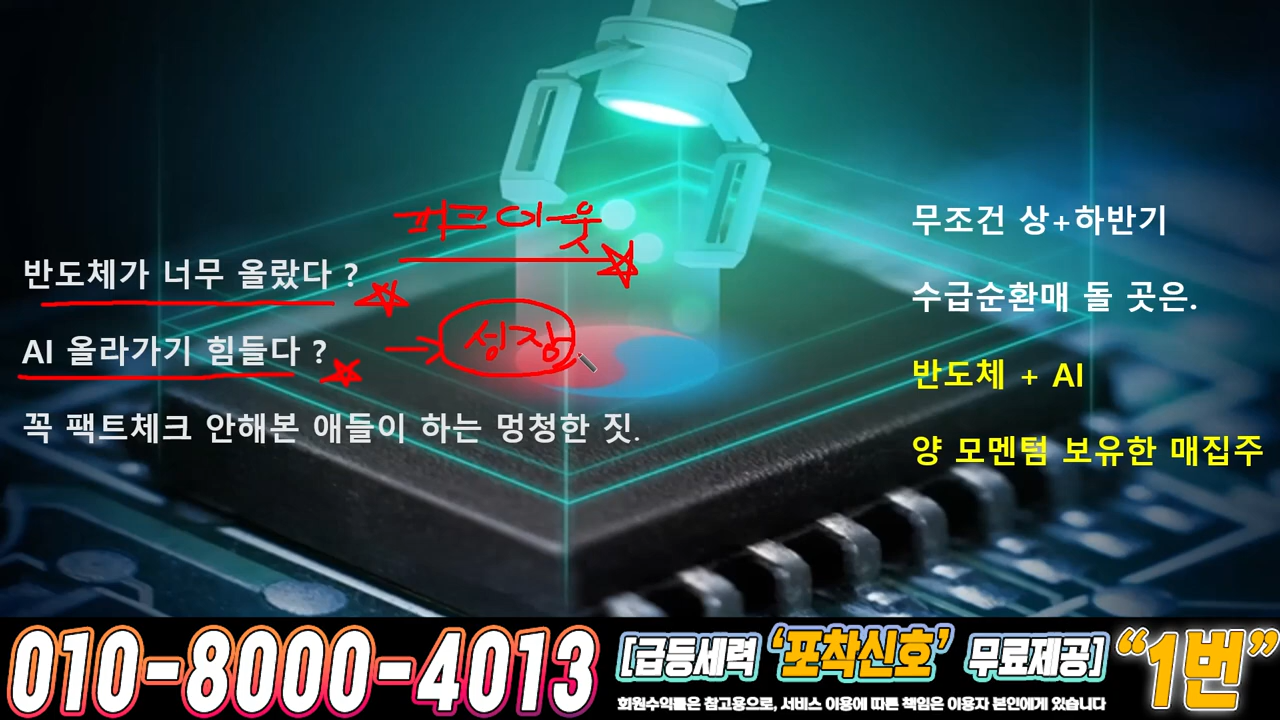 피크아웃
반도체가 너무 올랐다 ?
AI 올라가기 힘들다 ?
성장
꼭 팩트체크 안해본 애들이 하는 멍청한 짓.
무조건 상+하반기
수급순환매 돌 곳은.
반도체 + AI
양 모멘텀 보유한 매집주
010-8000-4013
[급등세력 ‘포착신호’ 무료제공] “1번”
회원수익률은 참고용으로, 서비스 이용에 따른 책임은 이용자 본인에게 있습니다